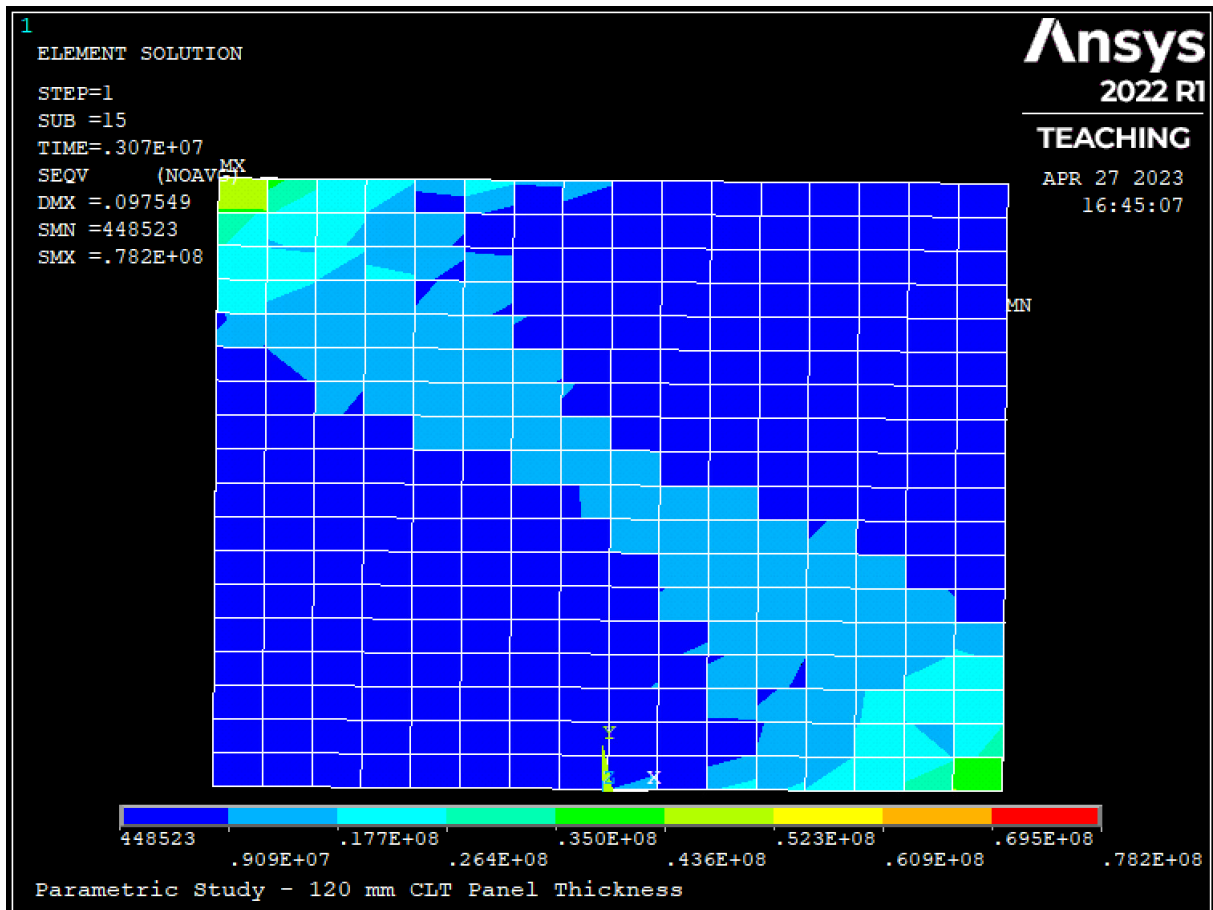 1
ELEMENT SOLUTION
STEP=1
SUB =15
TIME=.307E+07
SEQV (NOAVG)
DMX =.097549
SMN =448523
SMX =.782E+08
Ansys
2022 R1
TEACHING
APR 27 2023
16:45:07
MX
MN
Y
Z X
448523 .177E+08 .350E+08 .523E+08 .695E+08
.909E+07 .264E+08 .436E+08 .609E+08 .782E+08
Parametric Study - 120 mm CLT Panel Thickness